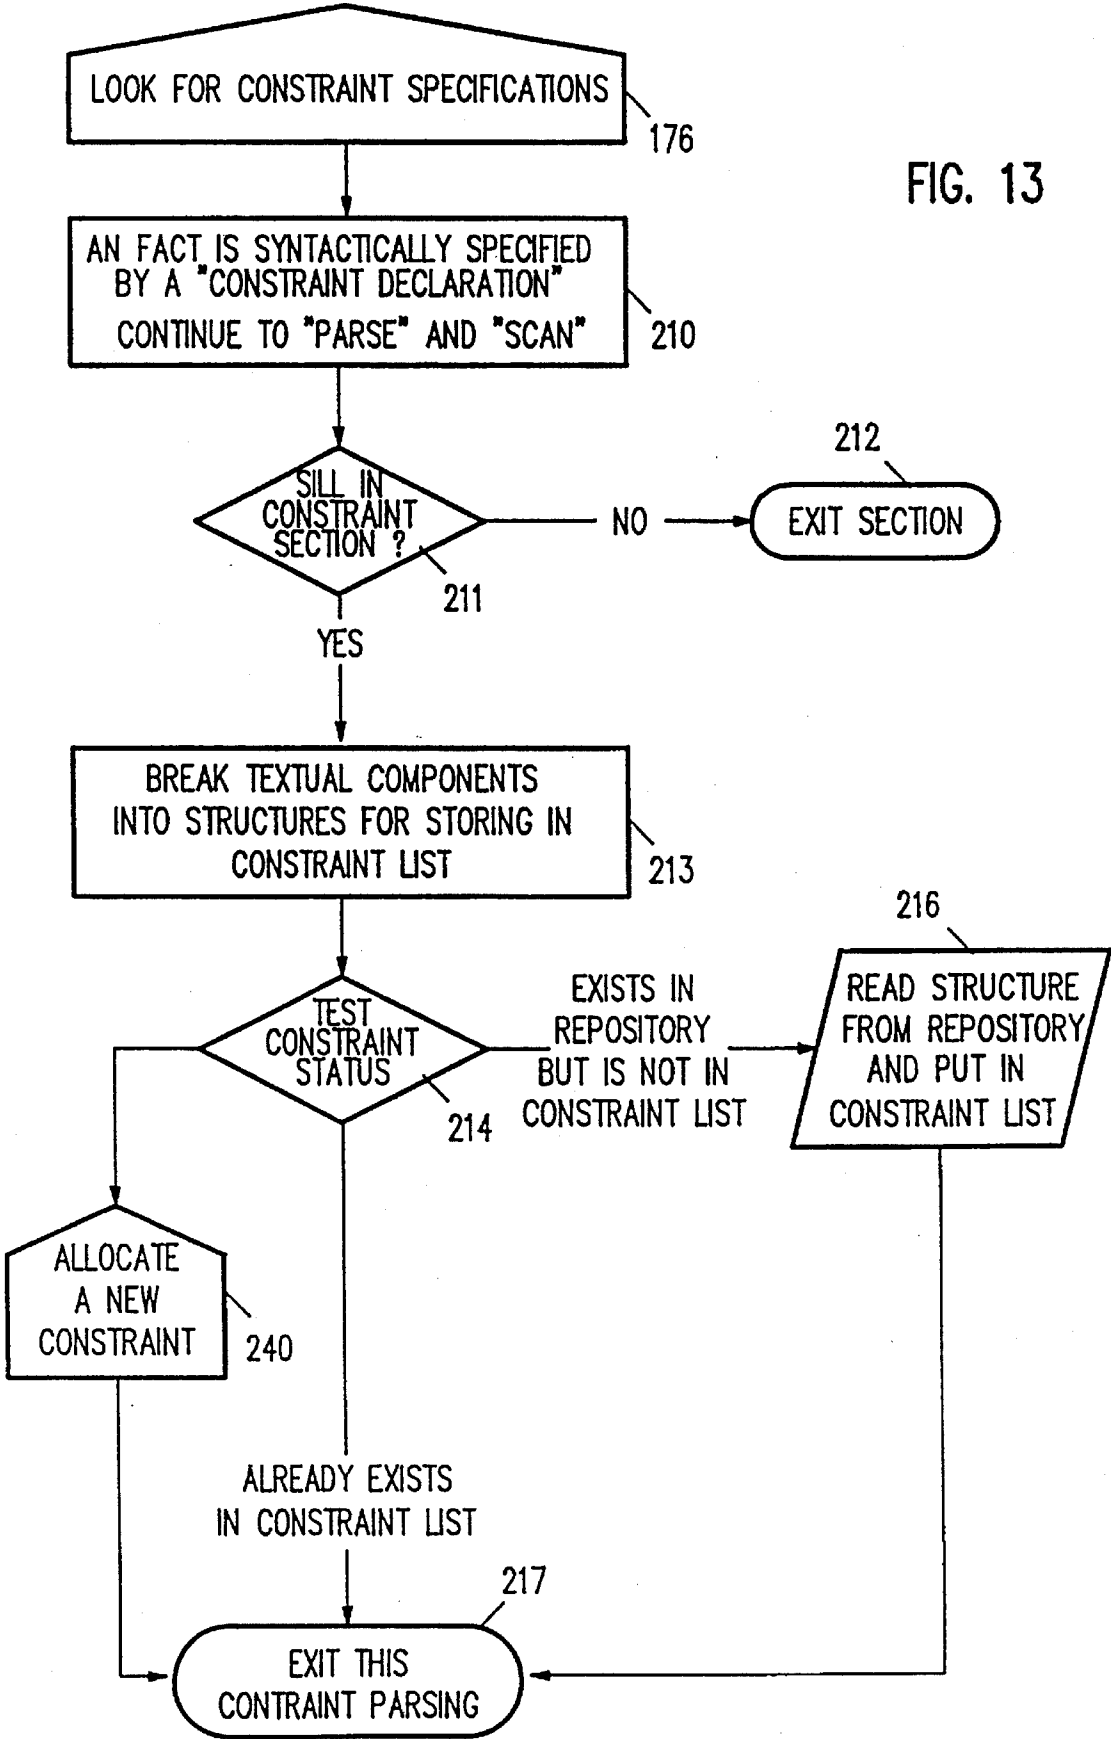 LOOK FOR CONSTRAINT SPECIFICATIONS
176
FIG. 13
AN FACT IS SYNTACTICALLY SPECIFIED
BY A "CONSTRAINT DECLARATION"
CONTINUE TO "PARSE" AND "SCAN"
210
SILL IN
CONSTRAINT
SECTION ?
211
NO
212
EXIT SECTION
YES
BREAK TEXTUAL COMPONENTS
INTO STRUCTURES FOR STORING IN
CONSTRAINT LIST
213
TEST
CONSTRAINT
STATUS
214
EXISTS IN
REPOSITORY
BUT IS NOT IN
CONSTRAINT LIST
216
READ STRUCTURE
FROM REPOSITORY
AND PUT IN
CONSTRAINT LIST
ALLOCATE
A NEW
CONSTRAINT
240
ALREADY EXISTS
IN CONSTRAINT LIST
217
EXIT THIS
CONTRAINT PARSING